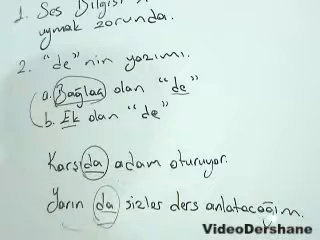 1. Ses Bilgisi
uymak zorunda.
2. "de"nin yazımı.
a. Bağlaç olan "de"
b. Ek olan "de"
Karşıda adam oturuyor.
Yarın da sizler ders anlatacağım.
VideoDershane